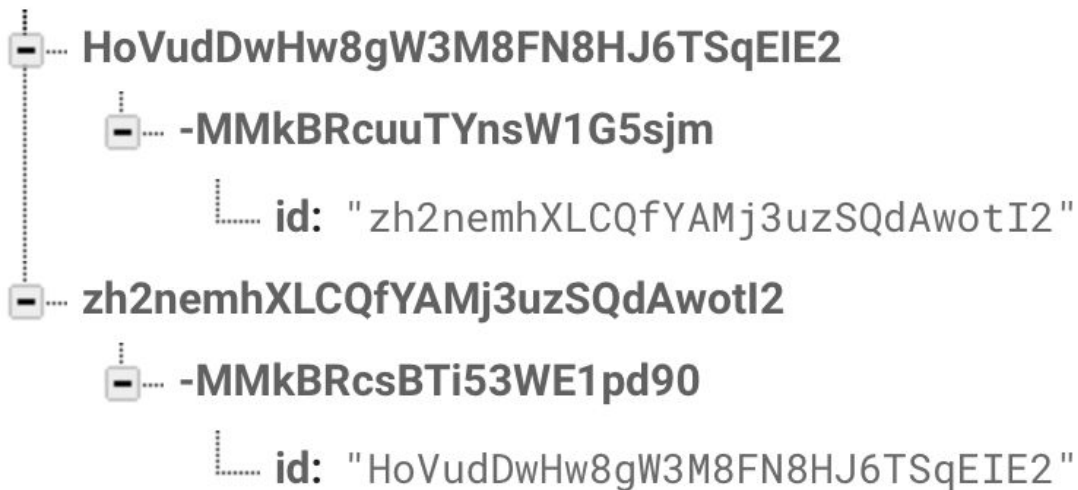 HoVudDwHw8gW3M8FN8HJ6TSqEIE2
-MMkBRcuuTYnsW1G5sjm
id: "zh2nemhXLCQfYAMj3uzSQdAwotI2"
zh2nemhXLCQfYAMj3uzSQdAwotI2
-MMkBRcsBTi53WE1pd90
id: "HoVudDwHw8gW3M8FN8HJ6TSqEIE2"